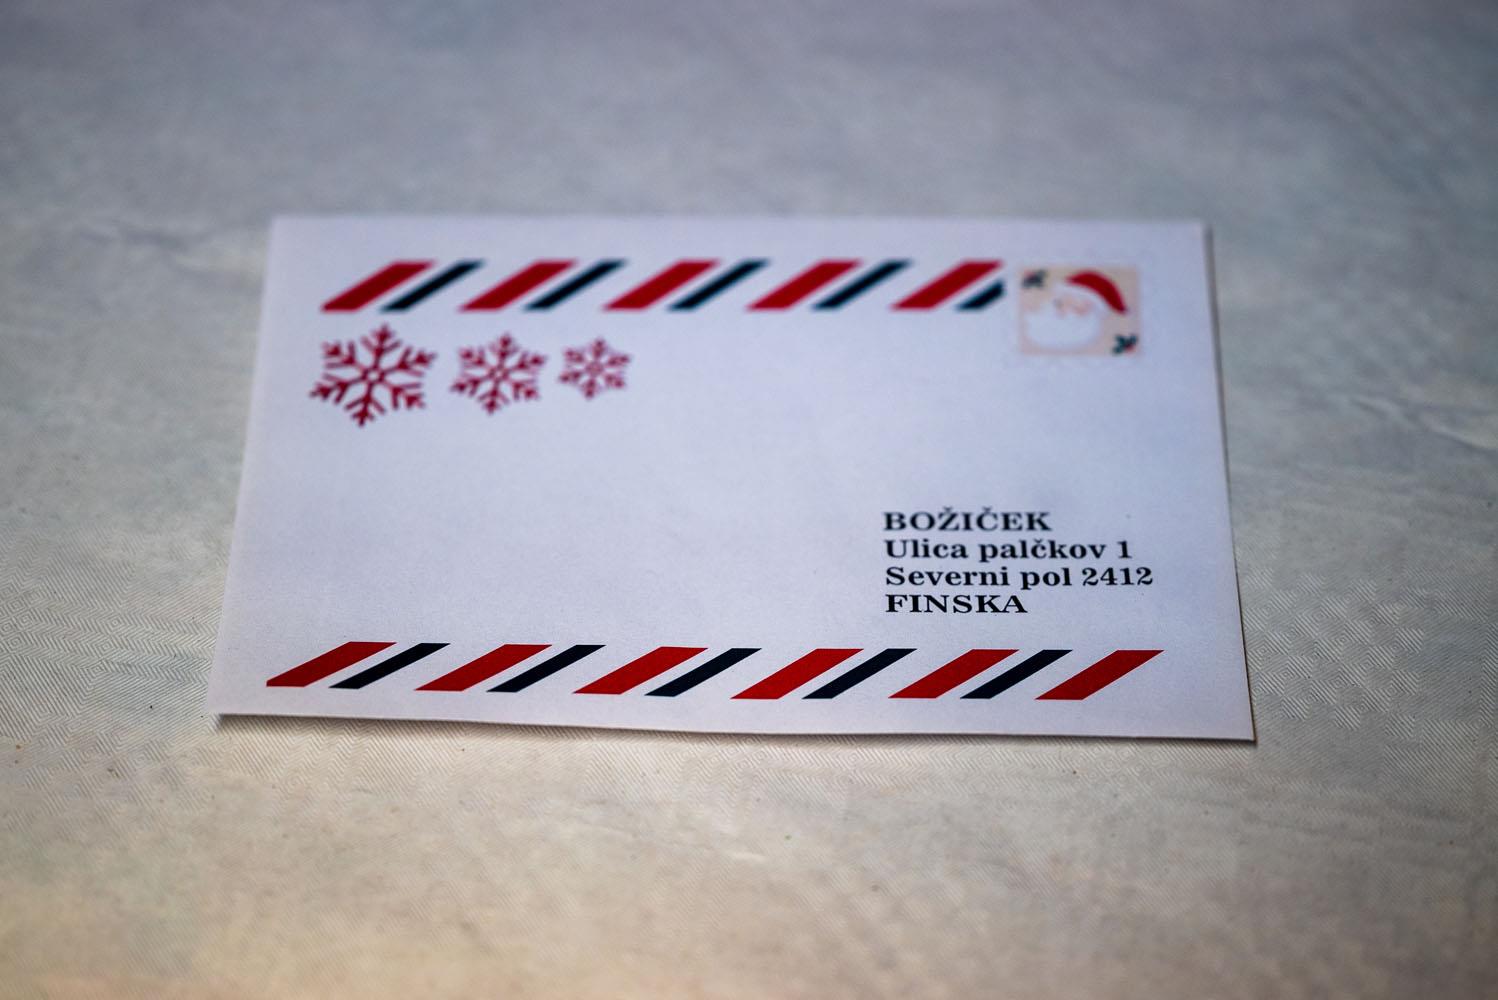 BOŽIČEK
Ulica palčkov 1
Severni pol 2412
FINSKA